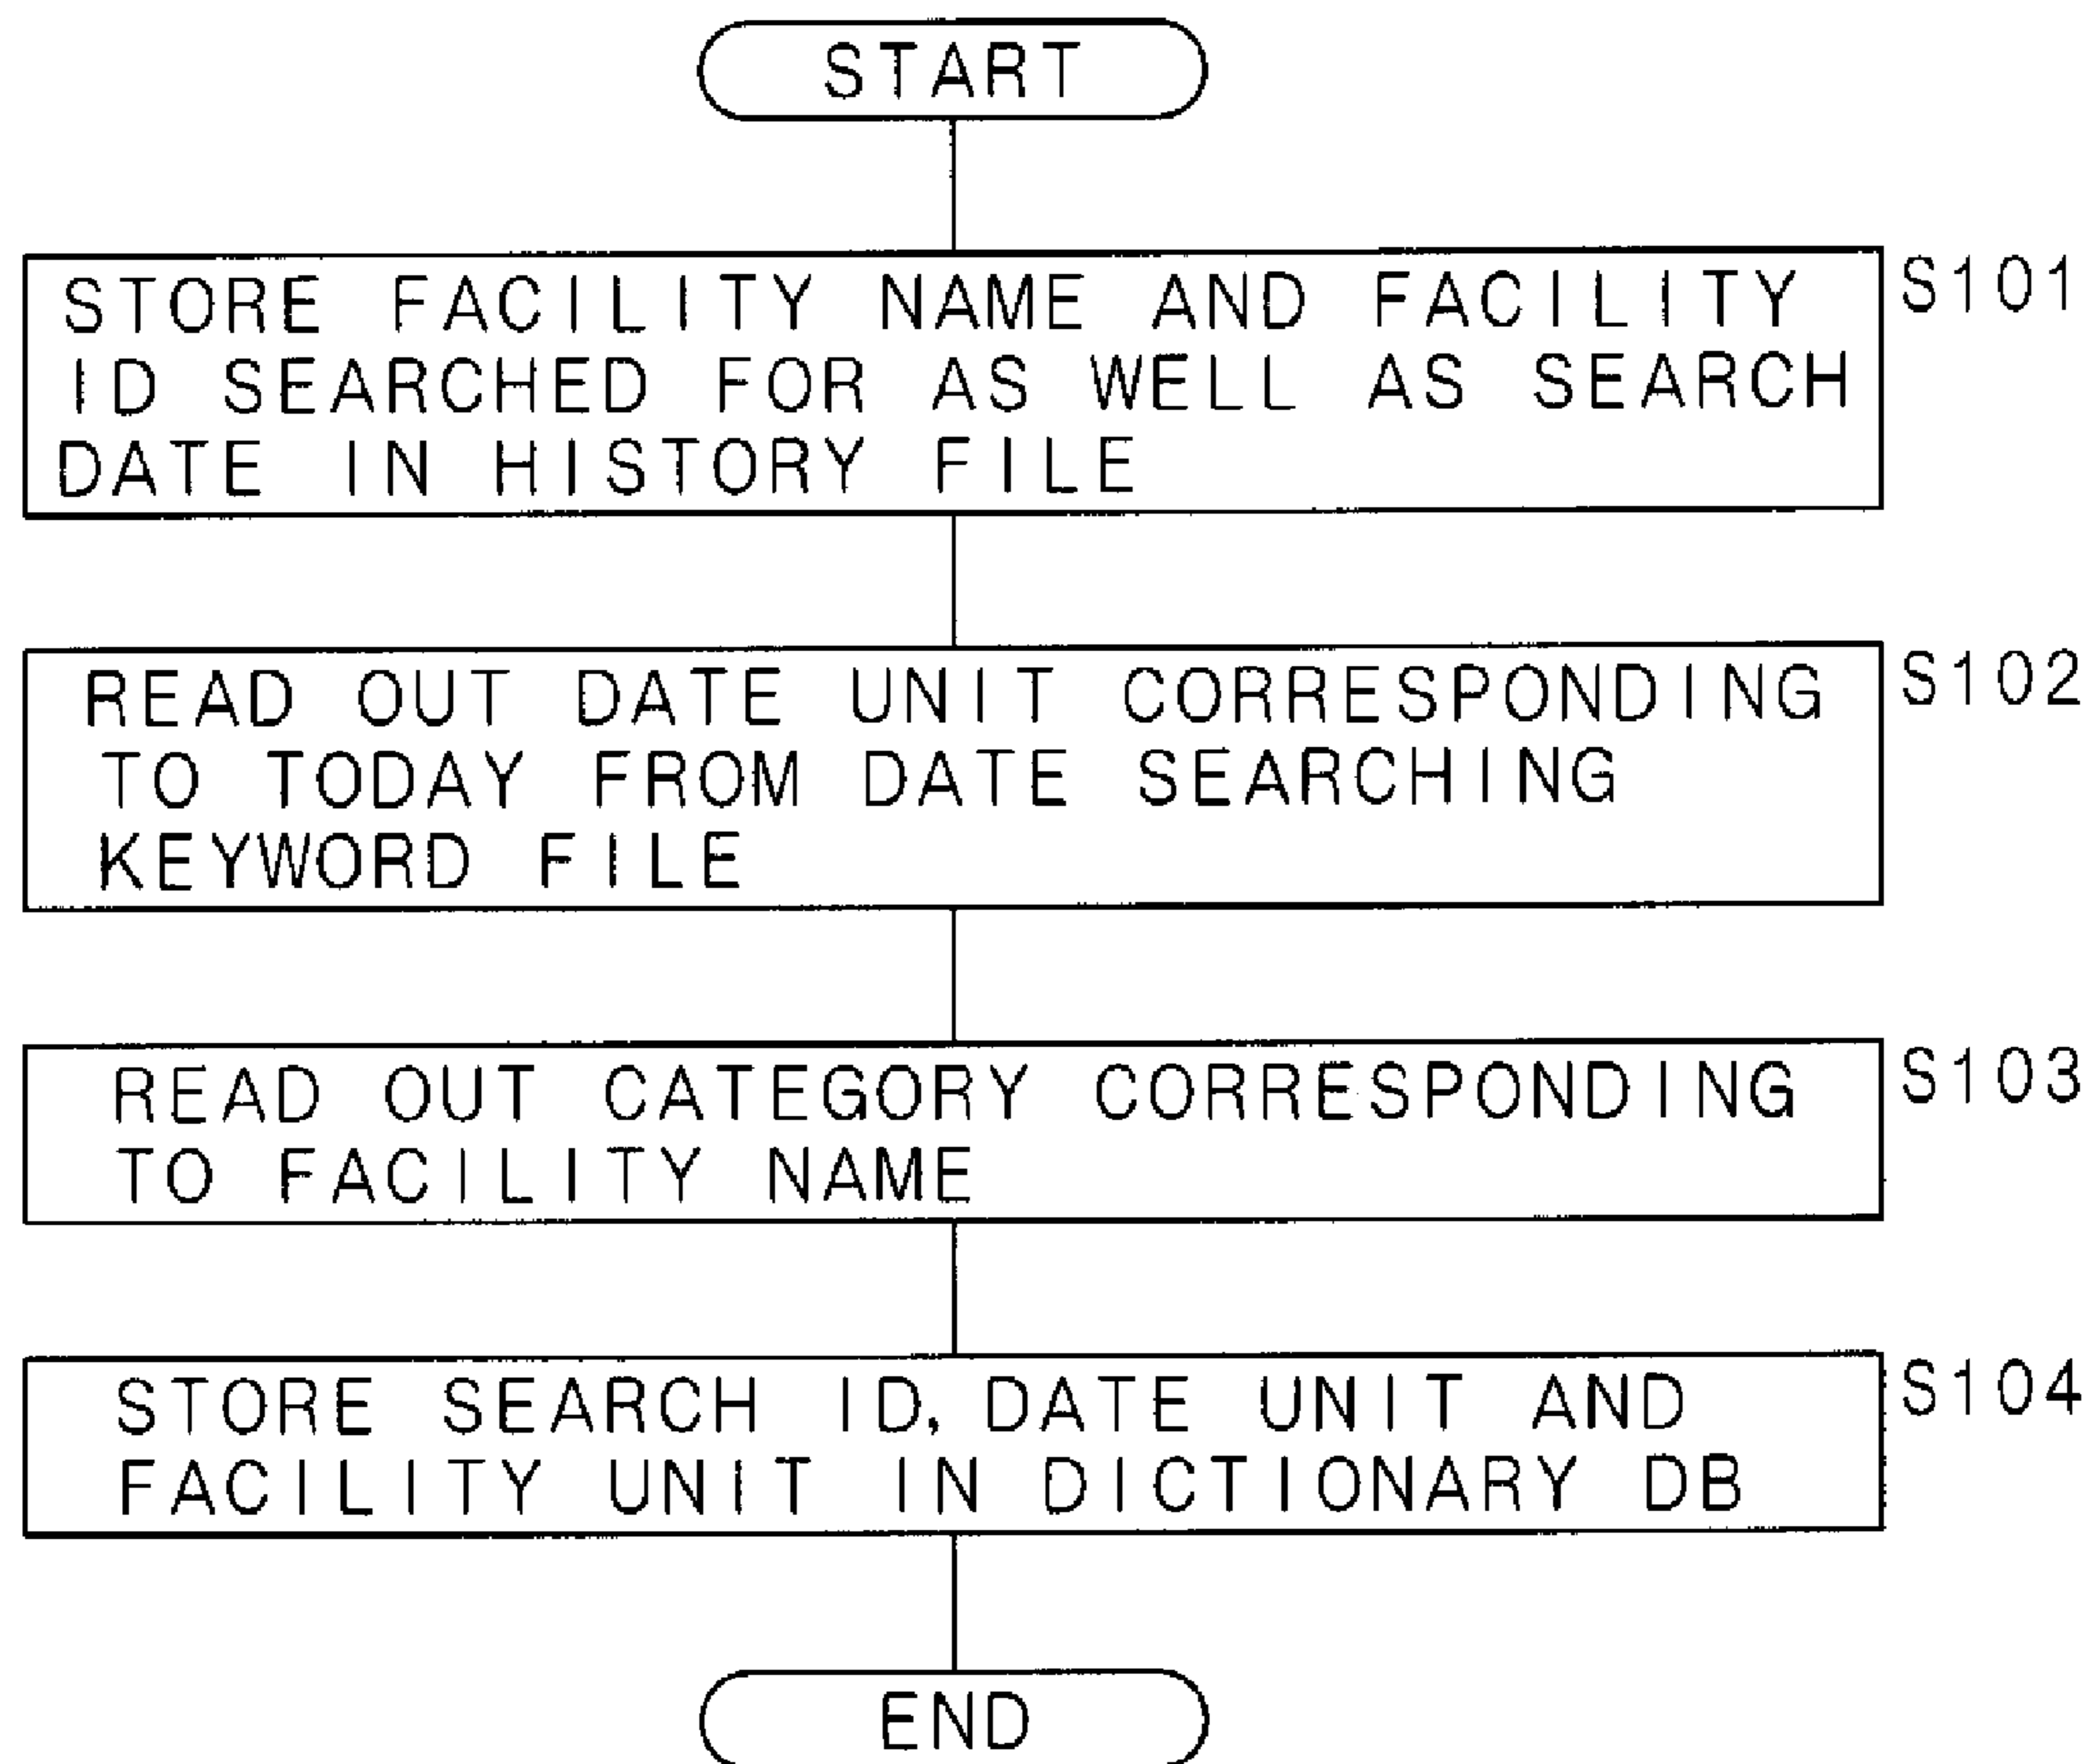 START
STORE FACILITY NAME AND FACILITY S101
ID SEARCHED FOR AS WELL AS SEARCH
DATE IN HISTORY FILE
READ OUT DATE UNIT CORRESPONDING S102
TO TODAY FROM DATE SEARCHING
KEYWORD FILE
READ OUT CATEGORY CORRESPONDING S103
TO FACILITY NAME
STORE SEARCH ID, DATE UNIT AND S104
FACILITY UNIT IN DICTIONARY DB
END